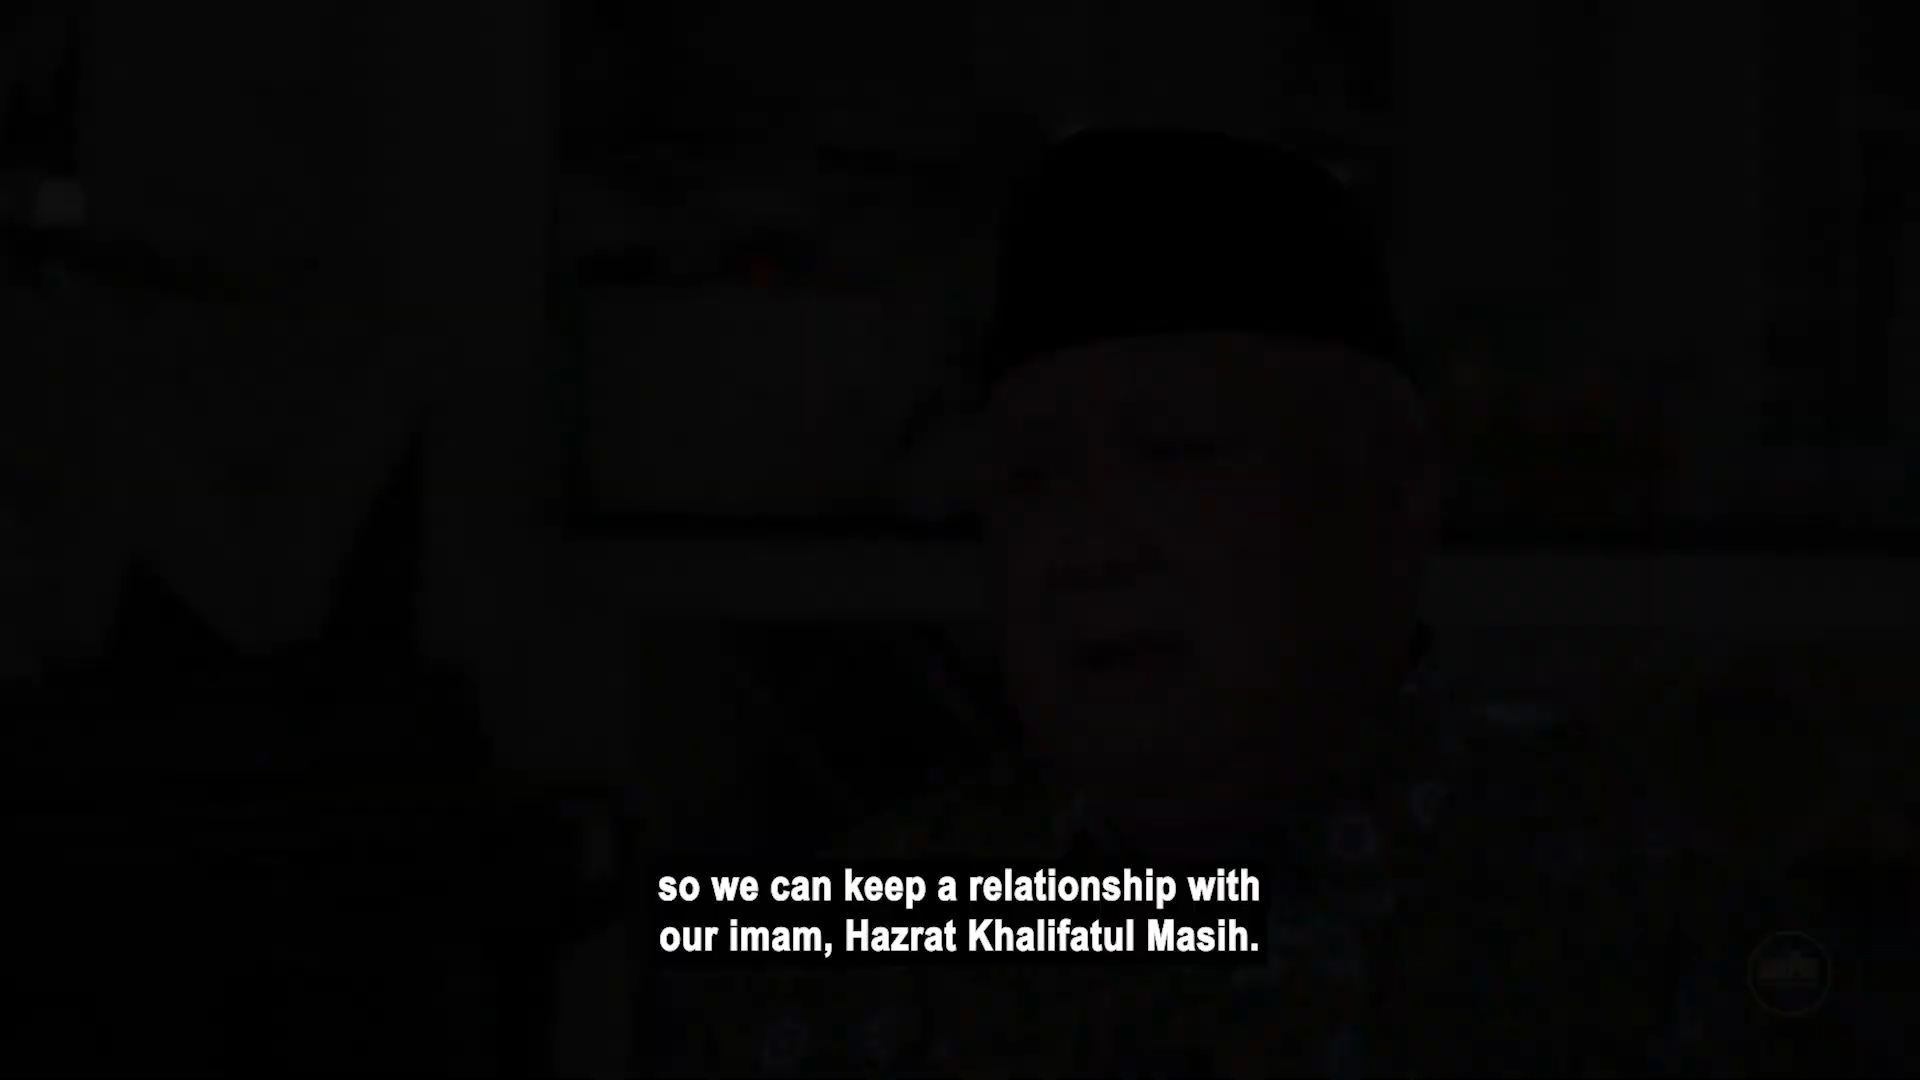 so we can keep a relationship with
our imam, Hazrat Khalifatul Masih.